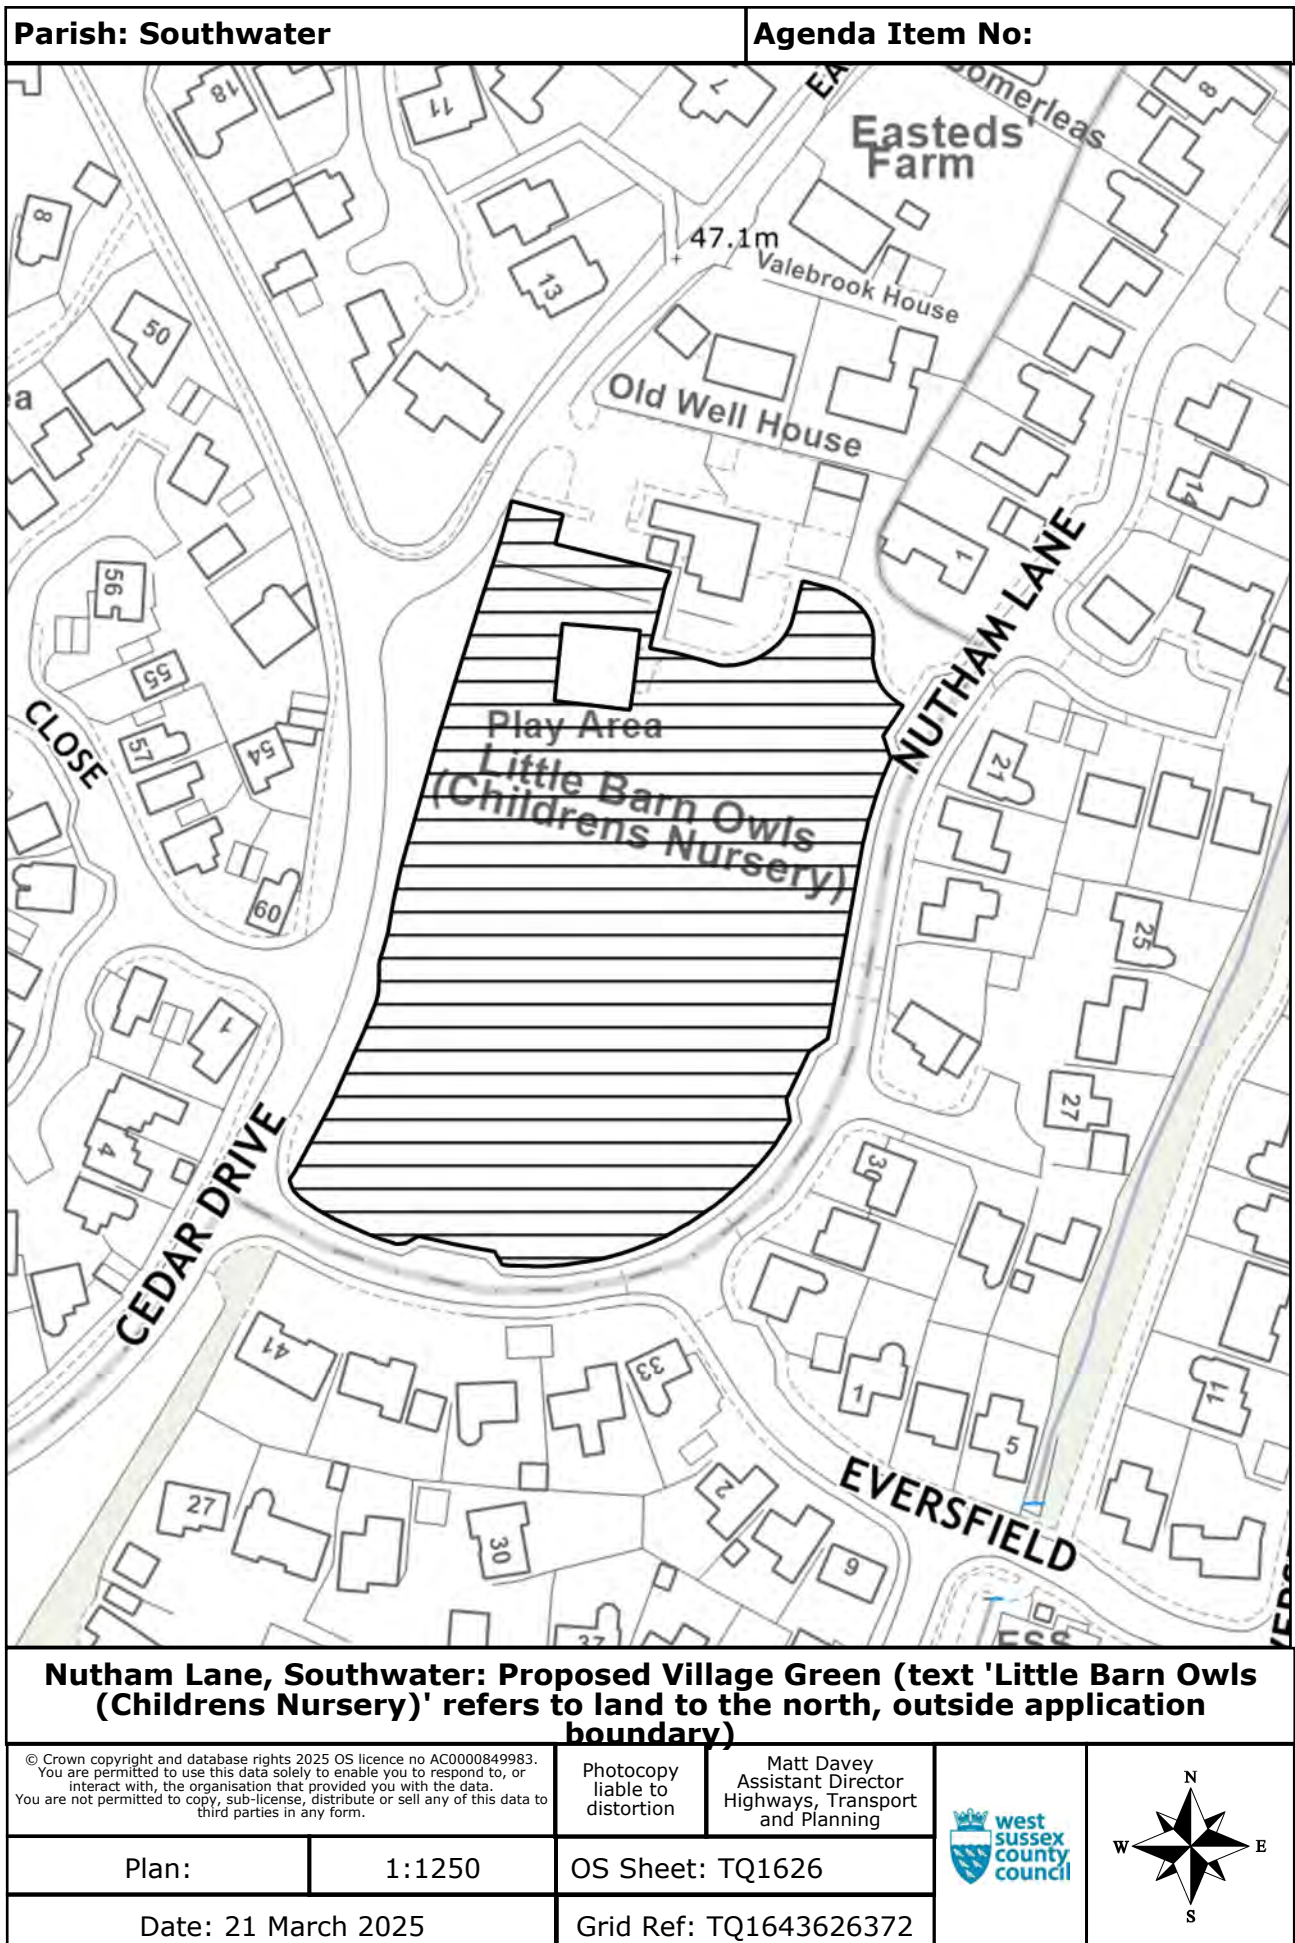 Parish: Southwater
Agenda Item No:
18
11
7
EA
Somerleas
8
Easteds'
Farm
8
47.1m
Valebrook House
13
50
a
Old Well House
14
1
56
NUTHAM LANE
55
CLOSE
57
54
21
Play Area
Little Barn Owls
(Childrens Nursery)
60
25
1
27
4
CEDAR DRIVE
39
41
33
1
11
5
EVERSFIELD
27
2
30
9
37
ESS
Nutham Lane, Southwater: Proposed Village Green (text 'Little Barn Owls
(Childrens Nursery)' refers to land to the north, outside application
boundary)
© Crown copyright and database rights 2025 OS licence no AC0000849983.
You are permitted to use this data solely to enable you to respond to, or
interact with, the organisation that provided you with the data.
You are not permitted to copy, sub-license, distribute or sell any of this data to
third parties in any form.
Photocopy
liable to
distortion
Matt Davey
Assistant Director
Highways, Transport
and Planning
west
sussex
county
council
N
W
E
S
Plan:
1:1250
OS Sheet: TQ1626
Date: 21 March 2025
Grid Ref: TQ1643626372